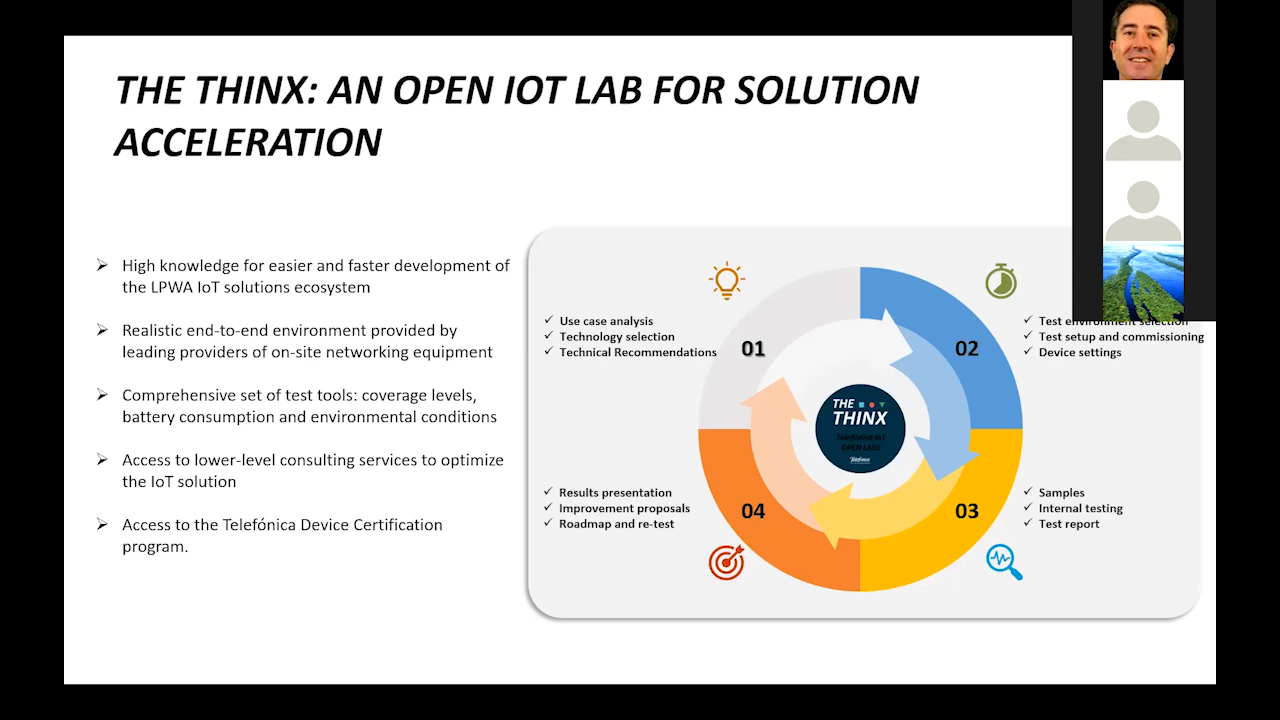 THE THINX: AN OPEN IOT LAB FOR SOLUTION
ACCELERATION
High knowledge for easier and faster development of
the LPWA IoT solutions ecosystem
Realistic end-to-end environment provided by
leading providers of on-site networking equipment
Comprehensive set of test tools: coverage levels,
battery consumption and environmental conditions
Access to lower-level consulting services to optimize
the IoT solution
Access to the Telefónica Device Certification
program.
Use case analysis
Technology selection
Technical Recommendations
01
02
Test environment selection
Test setup and commissioning
Device settings
THE
THINX
Telefónica IoT
OPEN LABS
Telefónica
Results presentation
Improvement proposals
Roadmap and re-test
04
03
Samples
Internal testing
Test report